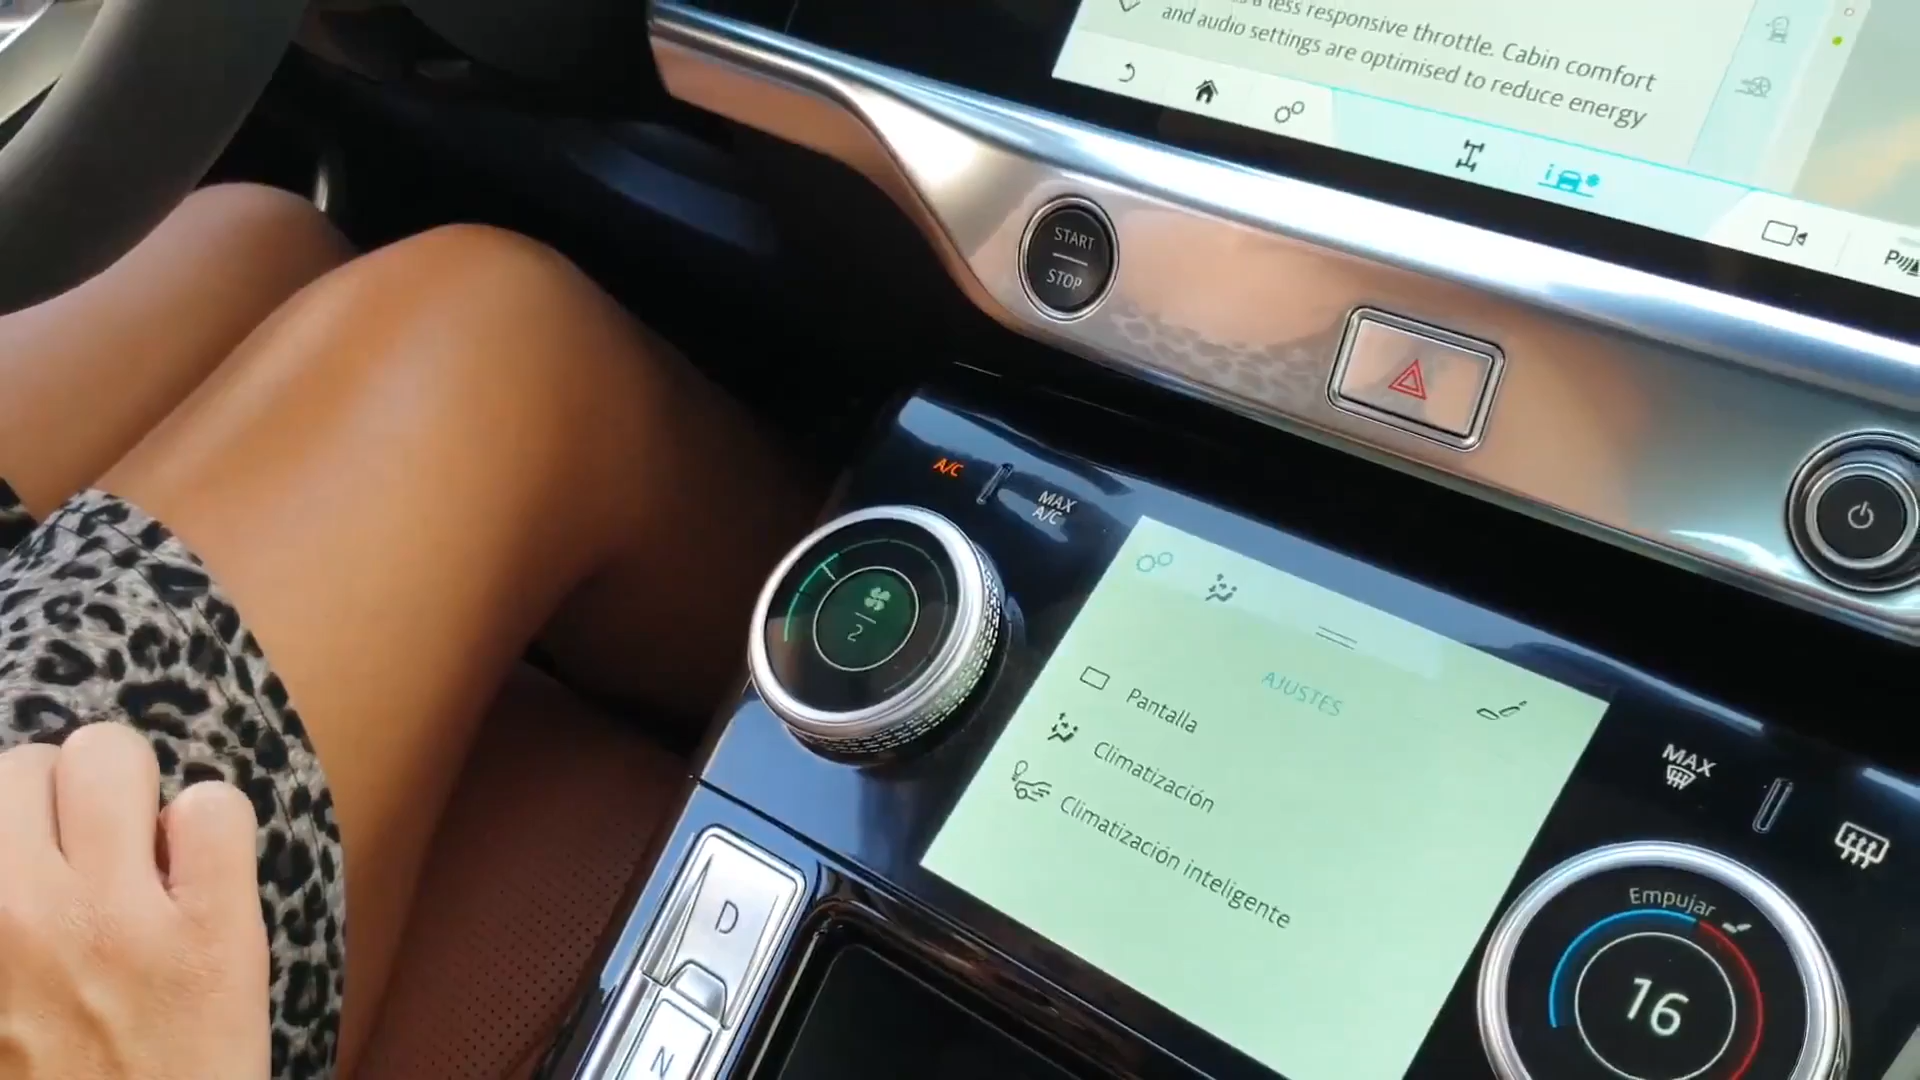 a less responsive throttle. Cabin comfort
and audio settings are optimised to reduce energy
START
STOP
A/C
MAX
A/C
2
AJUSTES
Pantalla
Climatización
Climatización inteligente
MAX
Empujar
16
D
N